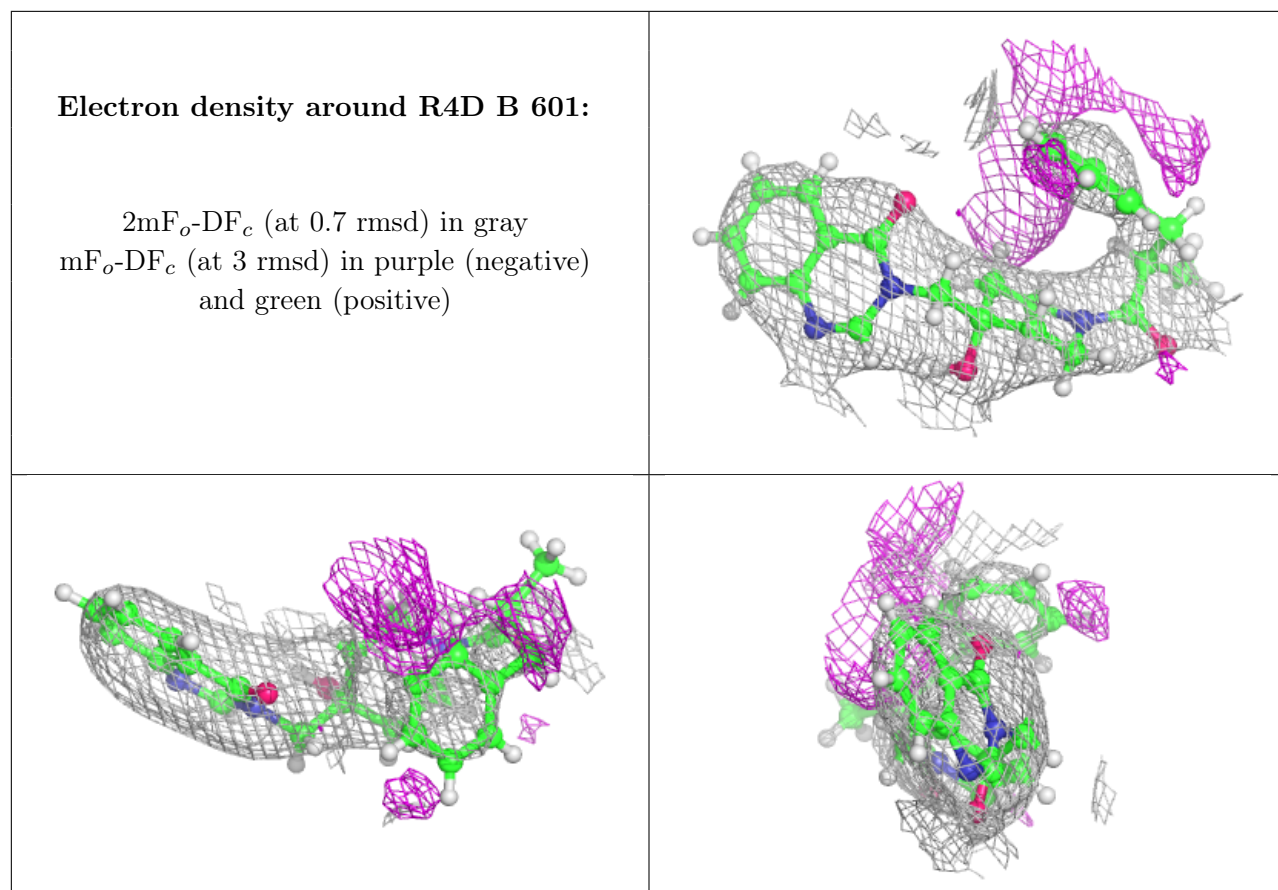 Electron density around R4D B 601:
2mFₒ-DF𝑐 (at 0.7 rmsd) in gray
mFₒ-DF𝑐 (at 3 rmsd) in purple (negative)
and green (positive)